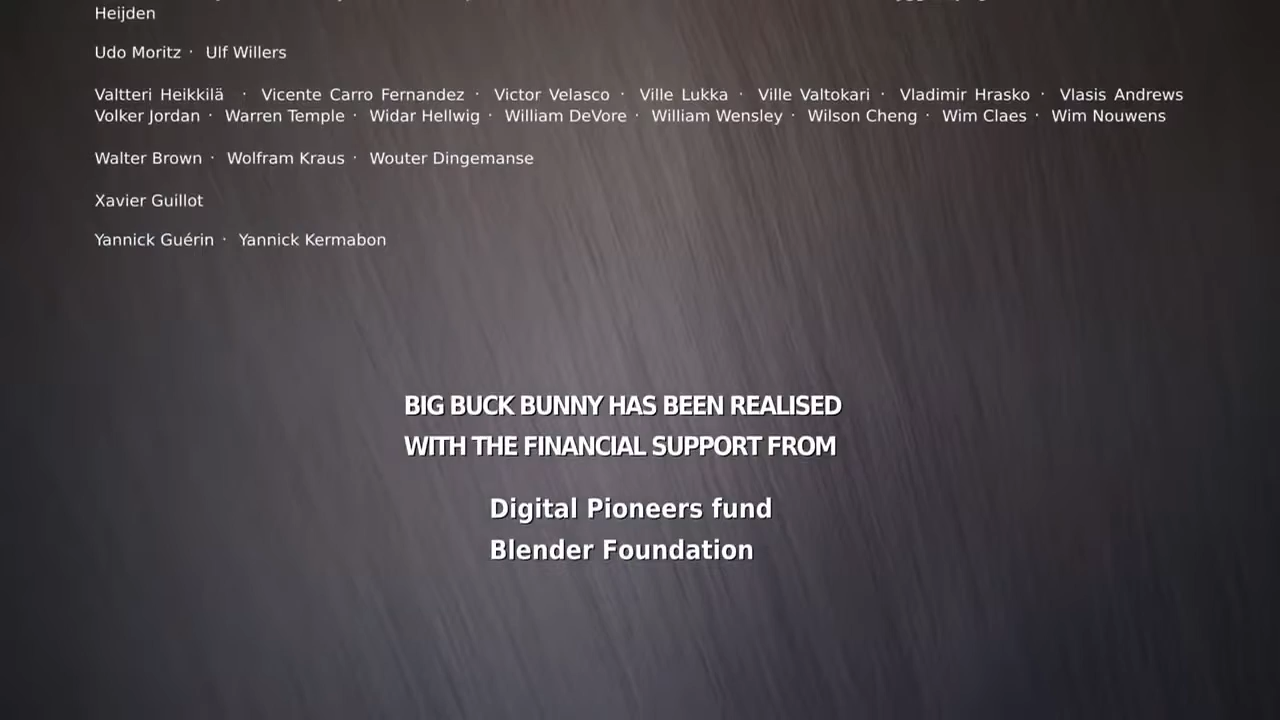 Heijden
Udo Moritz · Ulf Willers
Valtteri Heikkilä · Vicente Carro Fernandez · Victor Velasco · Ville Lukka · Ville Valtokari · Vladimir Hrasko · Vlasis Andrews
Volker Jordan · Warren Temple · Widar Hellwig · William DeVore · William Wensley · Wilson Cheng · Wim Claes · Wim Nouwens
Walter Brown · Wolfram Kraus · Wouter Dingemanse
Xavier Guillot
Yannick Guérin · Yannick Kermabon
BIG BUCK BUNNY HAS BEEN REALISED
WITH THE FINANCIAL SUPPORT FROM
Digital Pioneers fund
Blender Foundation